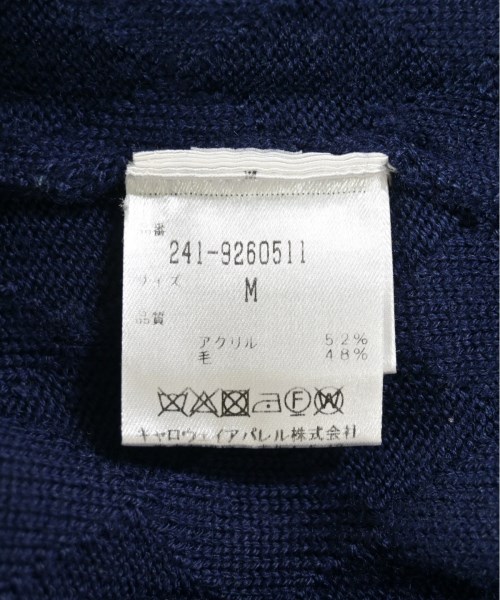 品番
241-9260511
サイズ
M
品質
アクリル 52%
毛 48%
F W
キャロウェイアパレル株式会社